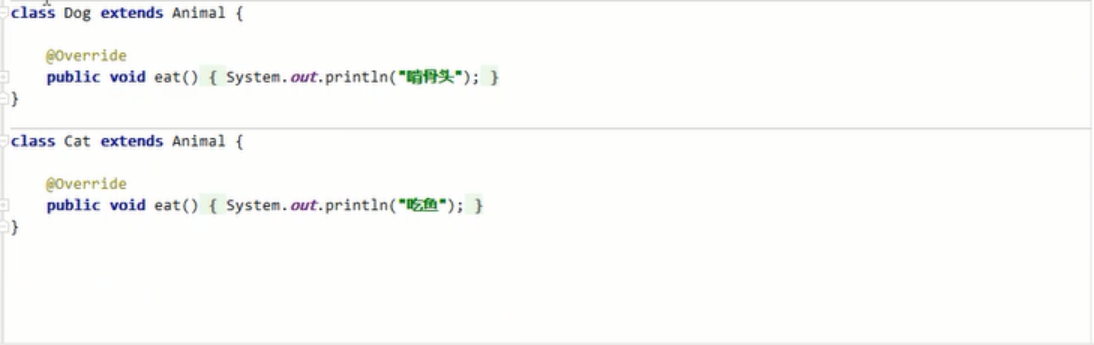 class Dog extends Animal {
@Override
public void eat() { System.out.println("啃骨头"); }
}
class Cat extends Animal {
@Override
public void eat() { System.out.println("吃鱼"); }
}